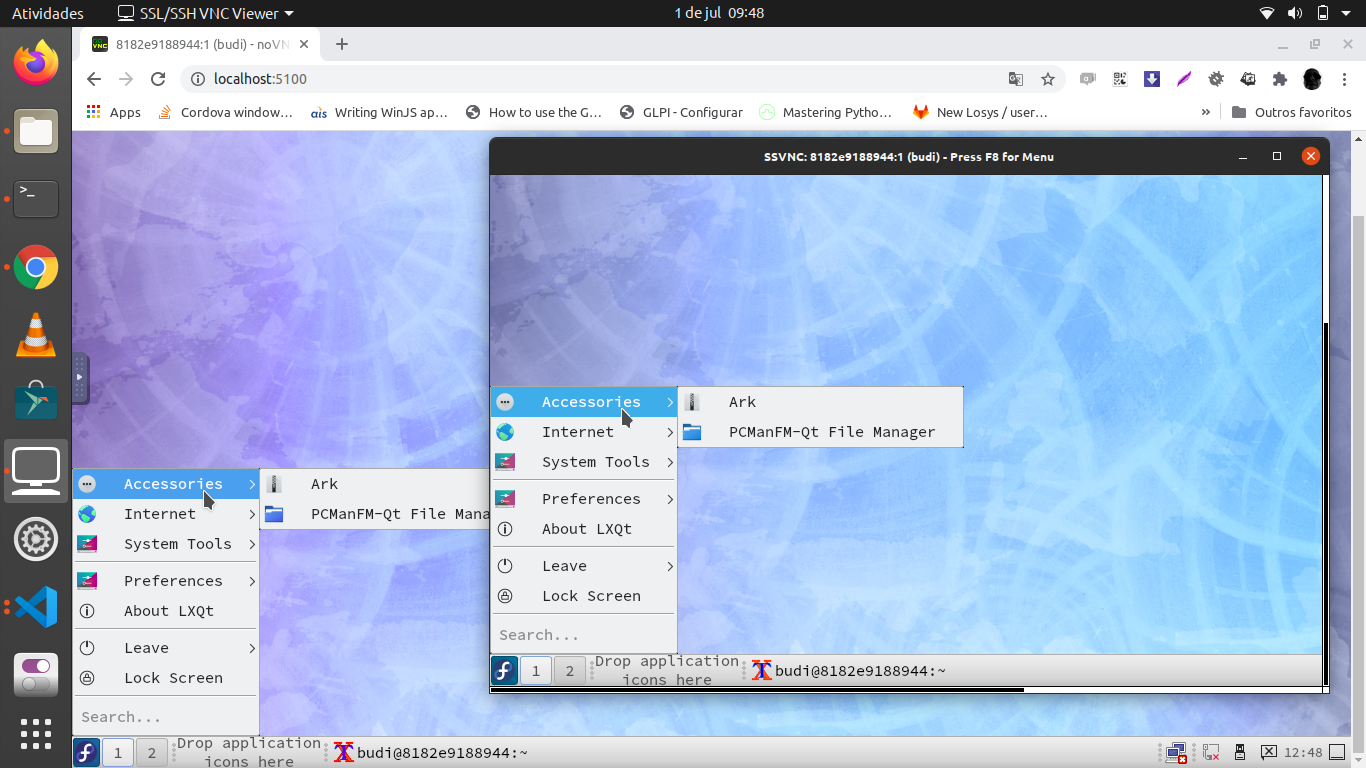 Atividades
SSL/SSH VNC Viewer
1 de jul 09:48
8182e9188944:1 (budi) - noVN
localhost:5100
Apps
Cordova window…
Writing WinJS ap…
How to use the G…
GLPI - Configurar
Mastering Pytho…
New Losys / user…
»
Outros favoritos
SSVNC: 8182e9188944:1 (budi) - Press F8 for Menu
Accessories
Internet
System Tools
Preferences
About LXQt
Leave
Lock Screen
Search...
Ark
PCManFM-Qt File Manager
1
2
Drop application
icons here
budi@8182e9188944:~
Accessories
Internet
System Tools
Preferences
About LXQt
Leave
Lock Screen
Search...
Ark
PCManFM-Qt File Mana
1
2
Drop application
icons here
budi@8182e9188944:~
12:48